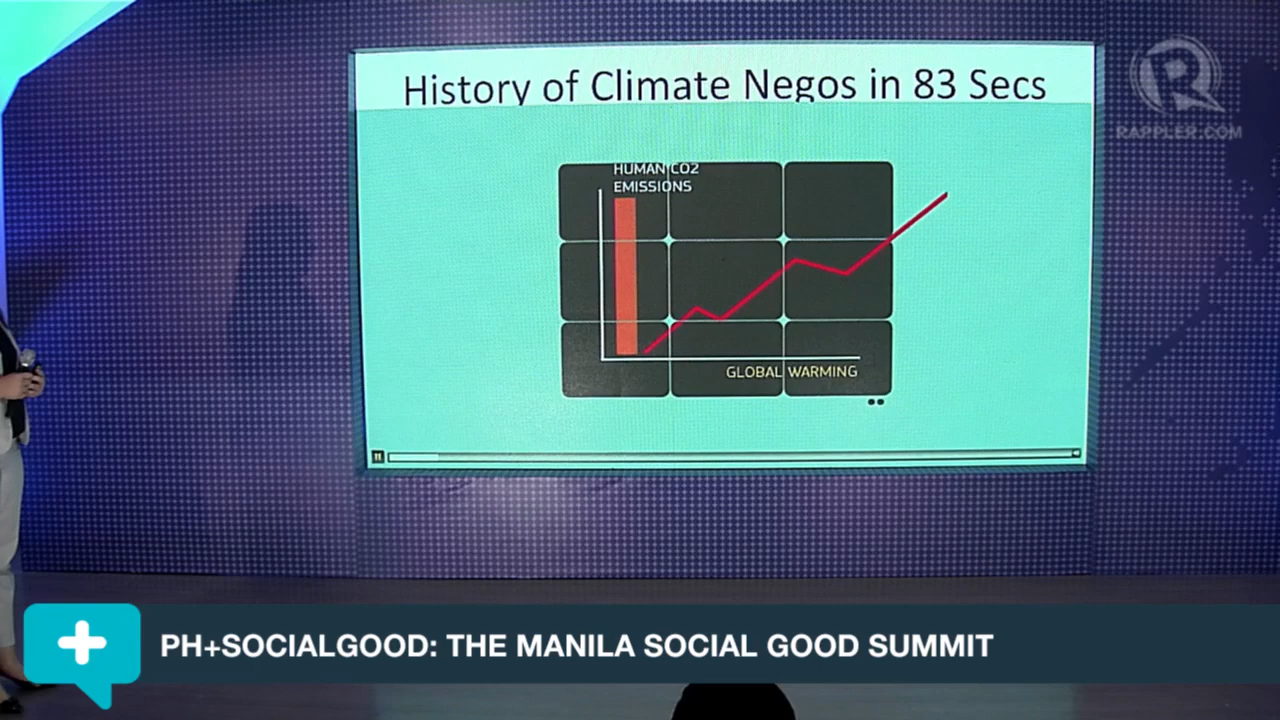 History of Climate Negos in 83 Secs
RAPPLER.COM
HUMAN CO2
EMISSIONS
GLOBAL WARMING
PH+SOCIALGOOD: THE MANILA SOCIAL GOOD SUMMIT